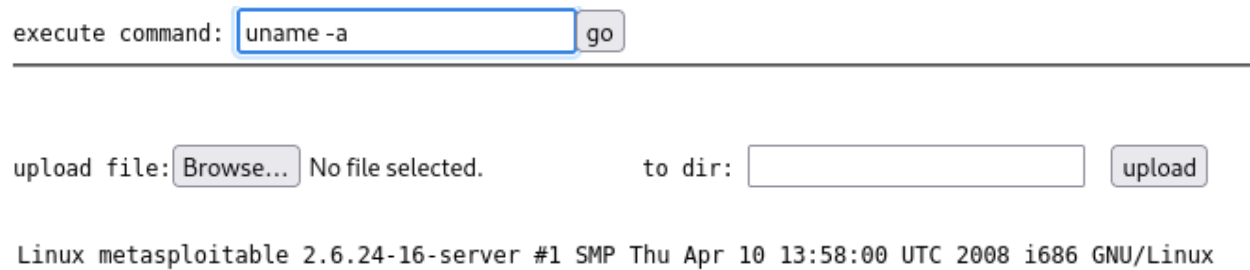 execute command: uname -a go
upload file: Browse... No file selected. to dir: upload
Linux metasploitable 2.6.24-16-server #1 SMP Thu Apr 10 13:58:00 UTC 2008 i686 GNU/Linux